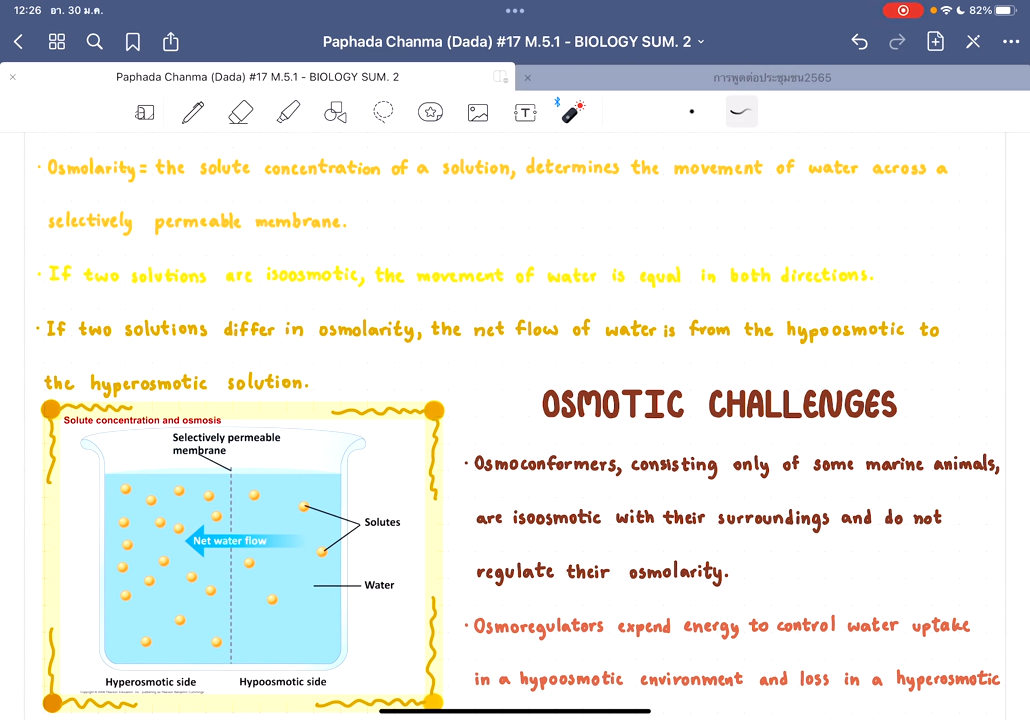 12:26 อา. 30 ม.ค.
82%
Paphada Chanma (Dada) #17 M.5.1 - BIOLOGY SUM. 2
Paphada Chanma (Dada) #17 M.5.1 - BIOLOGY SUM. 2
การพูดต่อประชุมชน2565
· Osmolarity = the solute concentration of a solution, determines the movement of water across a
selectively permeable membrane.
· If two solutions are isoosmotic, the movement of water is equal in both directions.
· If two solutions differ in osmolarity, the net flow of water is from the hypoosmotic to
the hyperosmotic solution.
Solute concentration and osmosis
Selectively permeable
membrane
Solutes
Net water flow
Water
Hyperosmotic side
Hypoosmotic side
OSMOTIC CHALLENGES
· Osmoconformers, consisting only of some marine animals,
are isoosmotic with their surroundings and do not
regulate their osmolarity.
· Osmoregulators expend energy to control water uptake
in a hypoosmotic environment and loss in a hyperosmotic